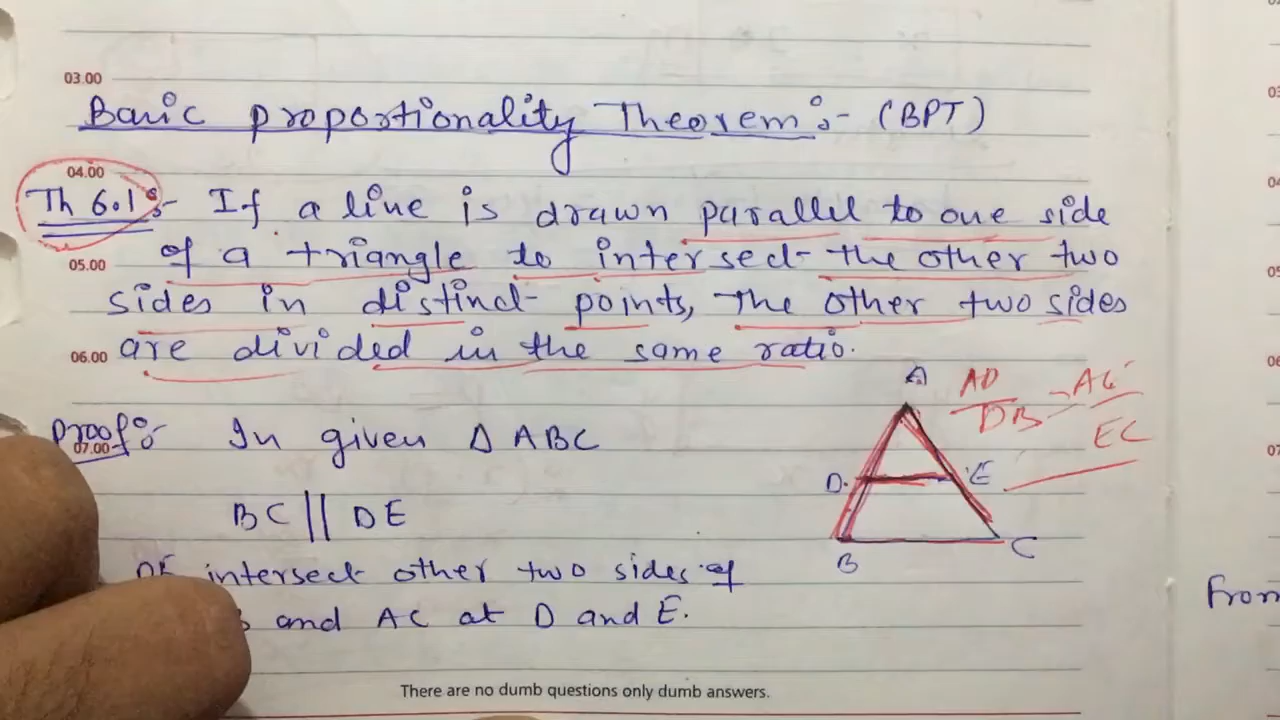 03.00
Basic proportionality Theorem :- (BPT)
04.00
Th 6.1 :- If a line is drawn parallel to one side
of a triangle to intersect the other two
05.00
sides in distinct points, The other two sides
06.00
are divided in the same ratio.
A
AD
DB
= AE
EC
Proof :- In given Δ ABC
07.00
D
E
BC || DE
B
C
DE intersect other two sides of
and AC at D and E.
From
There are no dumb questions only dumb answers.